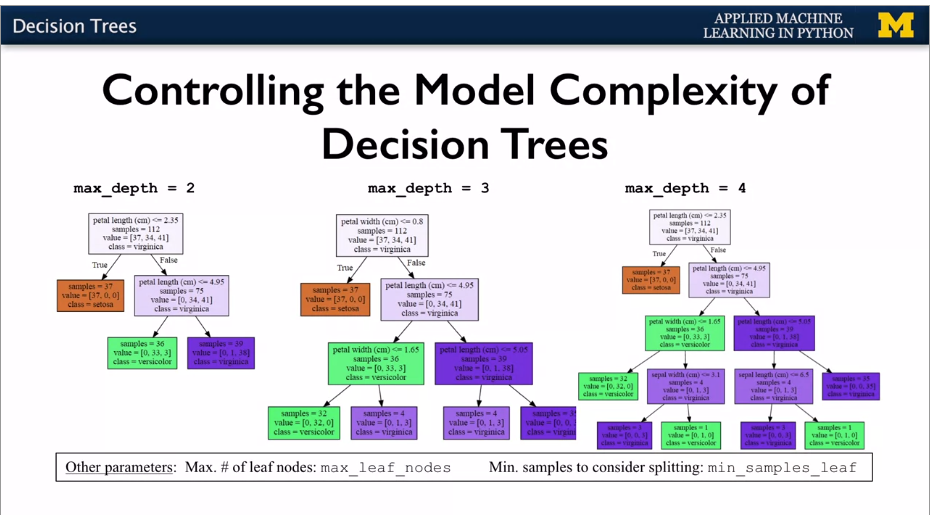 Decision Trees
APPLIED MACHINE
LEARNING IN PYTHON
M
Controlling the Model Complexity of
Decision Trees
max_depth = 2
petal length (cm) <= 2.35
samples = 112
value = [37, 34, 41]
class = virginica
True
False
samples = 37
value = [37, 0, 0]
class = setosa
petal length (cm) <= 4.95
samples = 75
value = [0, 34, 41]
class = virginica
samples = 36
value = [0, 33, 3]
class = versicolor
samples = 39
value = [0, 1, 38]
class = virginica
max_depth = 3
petal width (cm) <= 0.8
samples = 112
value = [37, 34, 41]
class = virginica
True
False
samples = 37
value = [37, 0, 0]
class = setosa
petal length (cm) <= 4.95
samples = 75
value = [0, 34, 41]
class = virginica
petal width (cm) <= 1.65
samples = 36
value = [0, 33, 3]
class = versicolor
petal length (cm) <= 5.05
samples = 39
value = [0, 1, 38]
class = virginica
samples = 32
value = [0, 32, 0]
class = versicolor
samples = 4
value = [0, 1, 3]
class = virginica
samples = 4
value = [0, 1, 3]
class = virginica
samples = 3
value = [0, 0,
class = virgin
max_depth = 4
petal length (cm) <= 2.35
samples = 112
value = [37, 34, 41]
class = virginica
True
False
samples = 37
value = [37, 0, 0]
class = setosa
petal length (cm) <= 4.95
samples = 75
value = [0, 34, 41]
class = virginica
petal width (cm) <= 1.65
samples = 36
value = [0, 33, 3]
class = versicolor
petal length (cm) <= 5.05
samples = 39
value = [0, 1, 38]
class = virginica
samples = 32
value = [0, 32, 0]
class = versicolor
sepal width (cm) <= 3.1
samples = 4
value = [0, 1, 3]
class = virginica
sepal length (cm) <= 6.5
samples = 4
value = [0, 1, 3]
class = virginica
samples = 35
value = [0, 0, 35]
class = virginica
samples = 3
value = [0, 0, 3]
class = virginica
samples = 1
value = [0, 1, 0]
class = versicolor
samples = 3
value = [0, 0, 3]
class = virginica
samples = 1
value = [0, 1, 0]
class = versicolor
Other parameters: Max. # of leaf nodes: max_leaf_nodes Min. samples to consider splitting: min_samples_leaf